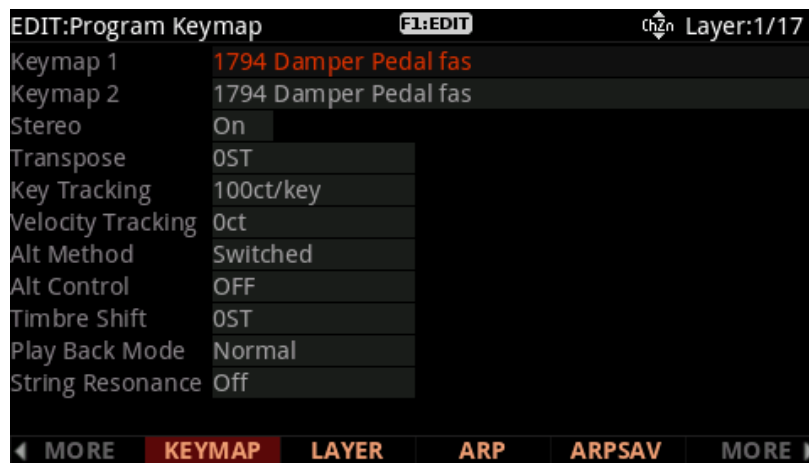 EDIT:Program Keymap F1:EDIT ChZn Layer:1/17
Keymap 1 1794 Damper Pedal fas
Keymap 2 1794 Damper Pedal fas
Stereo On
Transpose 0ST
Key Tracking 100ct/key
Velocity Tracking 0ct
Alt Method Switched
Alt Control OFF
Timbre Shift 0ST
Play Back Mode Normal
String Resonance Off
MORE KEYMAP LAYER ARP ARPSAV MORE